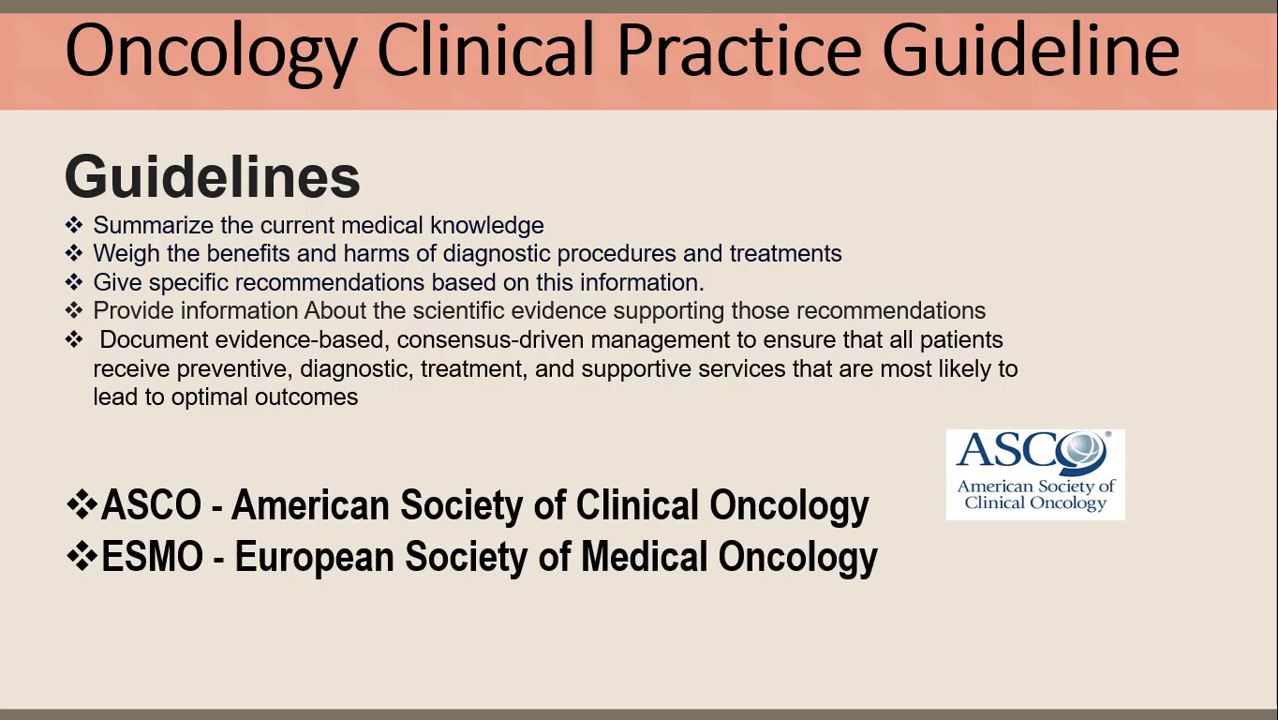 Oncology Clinical Practice Guideline
Guidelines
❖ Summarize the current medical knowledge
❖ Weigh the benefits and harms of diagnostic procedures and treatments
❖ Give specific recommendations based on this information.
❖ Provide information About the scientific evidence supporting those recommendations
❖ Document evidence-based, consensus-driven management to ensure that all patients
receive preventive, diagnostic, treatment, and supportive services that are most likely to
lead to optimal outcomes
❖ASCO - American Society of Clinical Oncology
❖ESMO - European Society of Medical Oncology
ASCO®
American Society of
Clinical Oncology